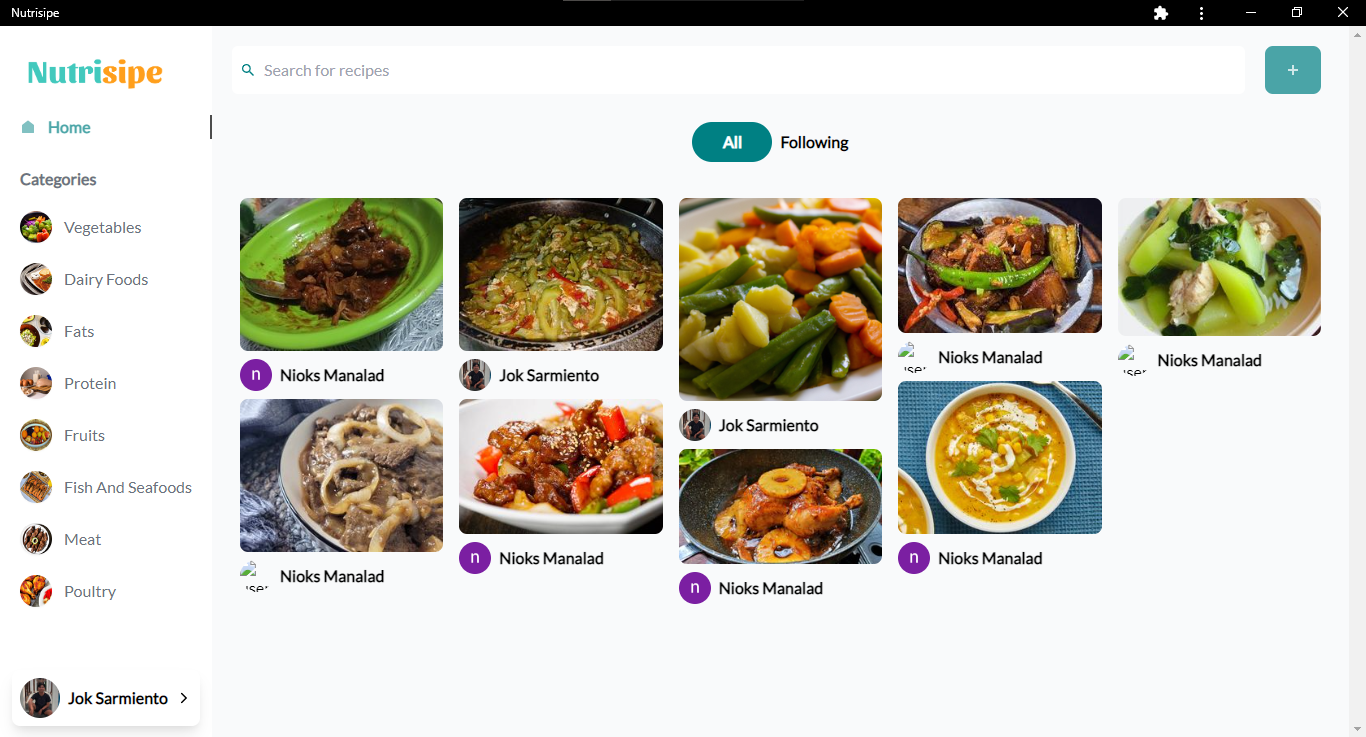 Nutrisipe
Nutrisipe
Search for recipes
+
Home
All
Following
Categories
Vegetables
Dairy Foods
Fats
Protein
Fruits
Fish And Seafoods
Meat
Poultry
n
Nioks Manalad
Jok Sarmiento
Jok Sarmiento
Nioks Manalad
Nioks Manalad
Nioks Manalad
n
Nioks Manalad
n
Nioks Manalad
n
Nioks Manalad
Jok Sarmiento